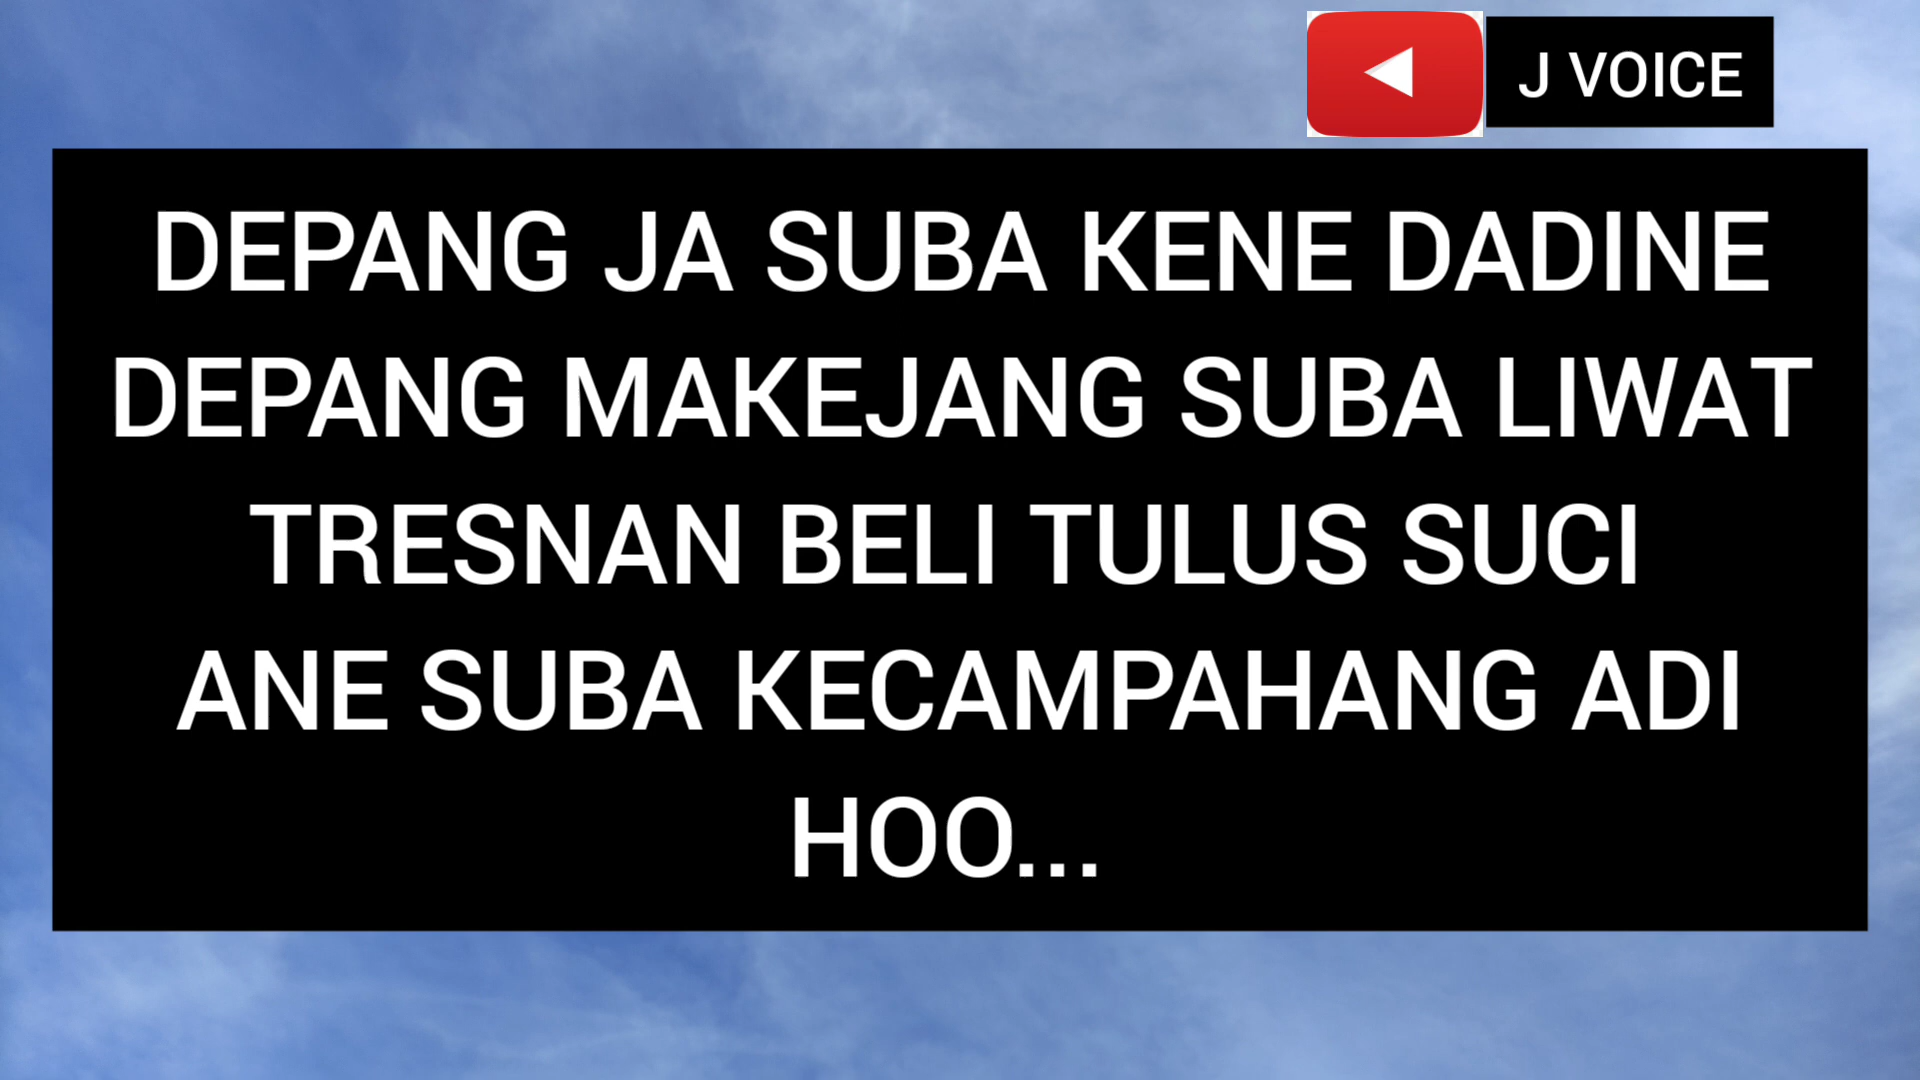 J VOICE
DEPANG JA SUBA KENE DADINE
DEPANG MAKEJANG SUBA LIWAT
TRESNAN BELI TULUS SUCI
ANE SUBA KECAMPAHANG ADI
HOO...